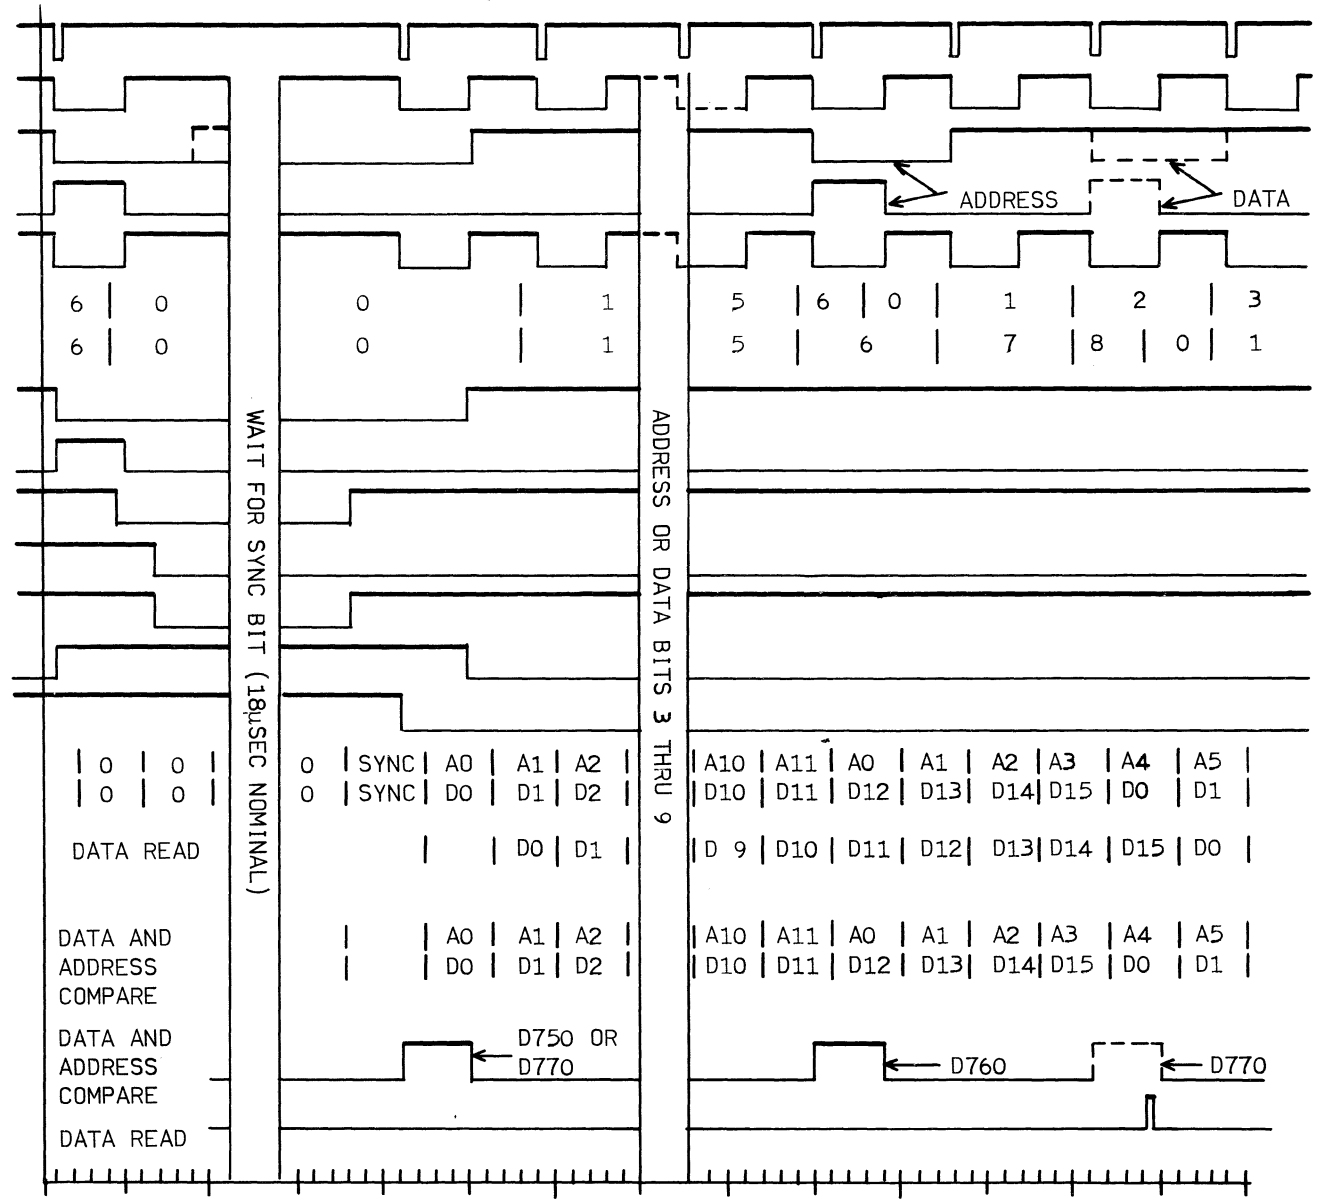 ADDRESS
DATA
6 | 0 0 | 1 5 | 6 | 0 | 1 | 2 | 3
6 | 0 0 | 1 5 | 6 | 7 | 8 | 0 | 1
WAIT FOR SYNC BIT (18μSEC NOMINAL)
ADDRESS OR DATA BITS 3 THRU 9
| 0 | 0 | 0 | SYNC | A0 | A1 | A2 | | A10 | A11 | A0 | A1 | A2 | A3 | A4 | A5 |
| 0 | 0 | 0 | SYNC | D0 | D1 | D2 | | D10 | D11 | D12 | D13 | D14 | D15 | D0 | D1 |
DATA READ | | D0 | D1 | | D 9 | D10 | D11 | D12 | D13 | D14 | D15 | D0 |
DATA AND | | A0 | A1 | A2 | | A10 | A11 | A0 | A1 | A2 | A3 | A4 | A5 |
ADDRESS | | D0 | D1 | D2 | | D10 | D11 | D12 | D13 | D14 | D15 | D0 | D1 |
COMPARE
DATA AND
ADDRESS
COMPARE
D750 OR
D770
D760
D770
DATA READ